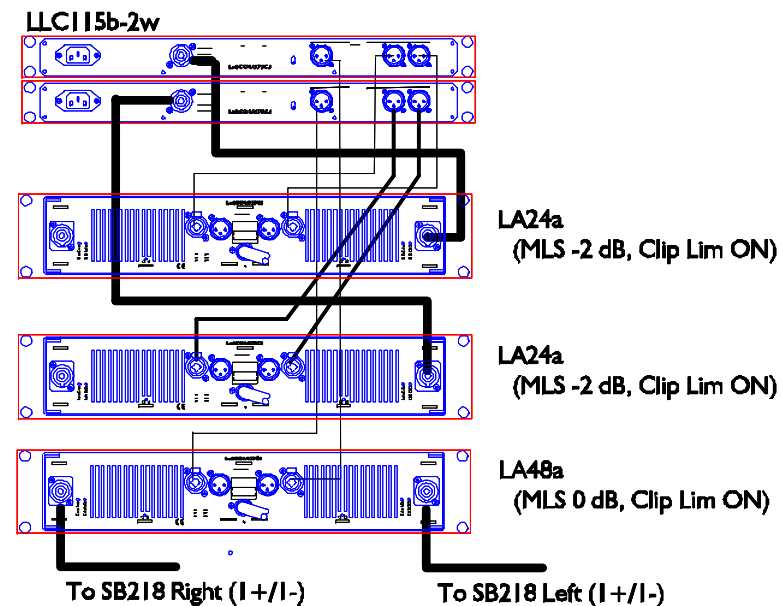 LLC115b-2w
LA24a
(MLS -2 dB, Clip Lim ON)
LA24a
(MLS -2 dB, Clip Lim ON)
LA48a
(MLS 0 dB, Clip Lim ON)
To SB218 Right (1+/1-)
To SB218 Left (1+/1-)